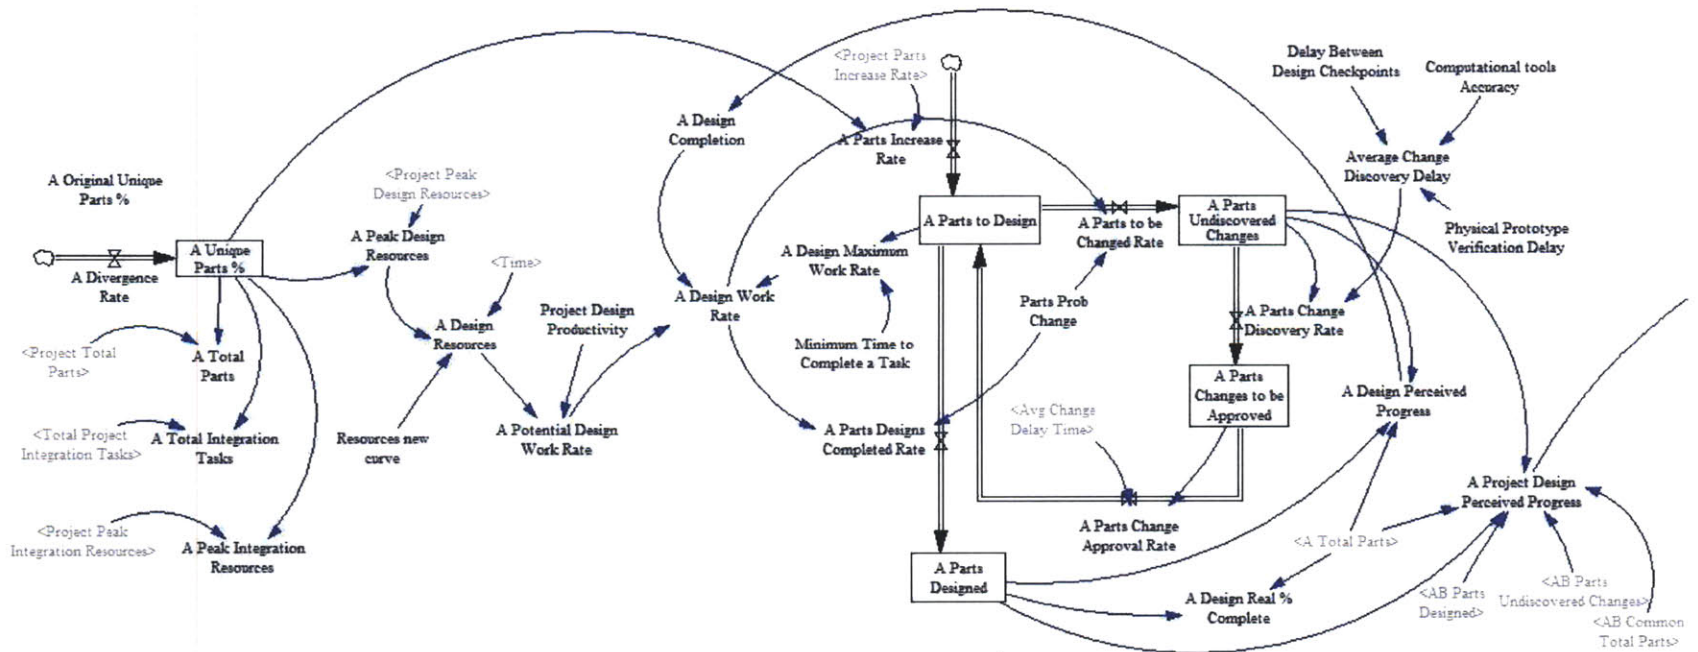 <Project Parts
Increase Rate>
Delay Between
Design Checkpoints
Computational tools
Accuracy
A Design
Completion
A Parts Increase
Rate
Average Change
Discovery Delay
A Original Unique
Parts %
<Project Peak
Design Resources>
A Unique
Parts %
A Divergence
Rate
A Peak Design
Resources
<Time>
A Parts to Design
A Parts to be
Changed Rate
A Parts
Undiscovered
Changes
Physical Prototype
Verification Delay
A Design Maximum
Work Rate
A Design Work
Rate
Parts Prob
Change
A Parts Change
Discovery Rate
Project Design
Productivity
A Design
Resources
Minimum Time to
Complete a Task
<Project Total
Parts>
A Total
Parts
A Parts
Changes to be
Approved
A Design Perceived
Progress
<Total Project
Integration Tasks>
A Total Integration
Tasks
Resources new
curve
A Potential Design
Work Rate
A Parts Designs
Completed Rate
<Avg Change
Delay Time>
A Project Design
Perceived Progress
<Project Peak
Integration Resources>
A Peak Integration
Resources
A Parts Change
Approval Rate
<A Total Parts>
A Parts
Designed
A Design Real %
Complete
<AB Parts
Designed>
<AB Parts
Undiscovered Changes>
<AB Common
Total Parts>